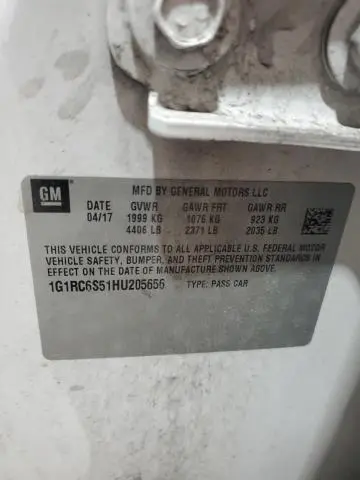 GM
MFD BY GENERAL MOTORS LLC
DATE GVWR GAWR FRT GAWR RR
04/17 1999 KG 1076 KG 923 KG
4406 LB 2371 LB 2035 LB
THIS VEHICLE CONFORMS TO ALL APPLICABLE U.S. FEDERAL MOTOR
VEHICLE SAFETY, BUMPER, AND THEFT PREVENTION STANDARDS IN
EFFECT ON THE DATE OF MANUFACTURE SHOWN ABOVE.
1G1RC6S51HU205656 TYPE: PASS CAR